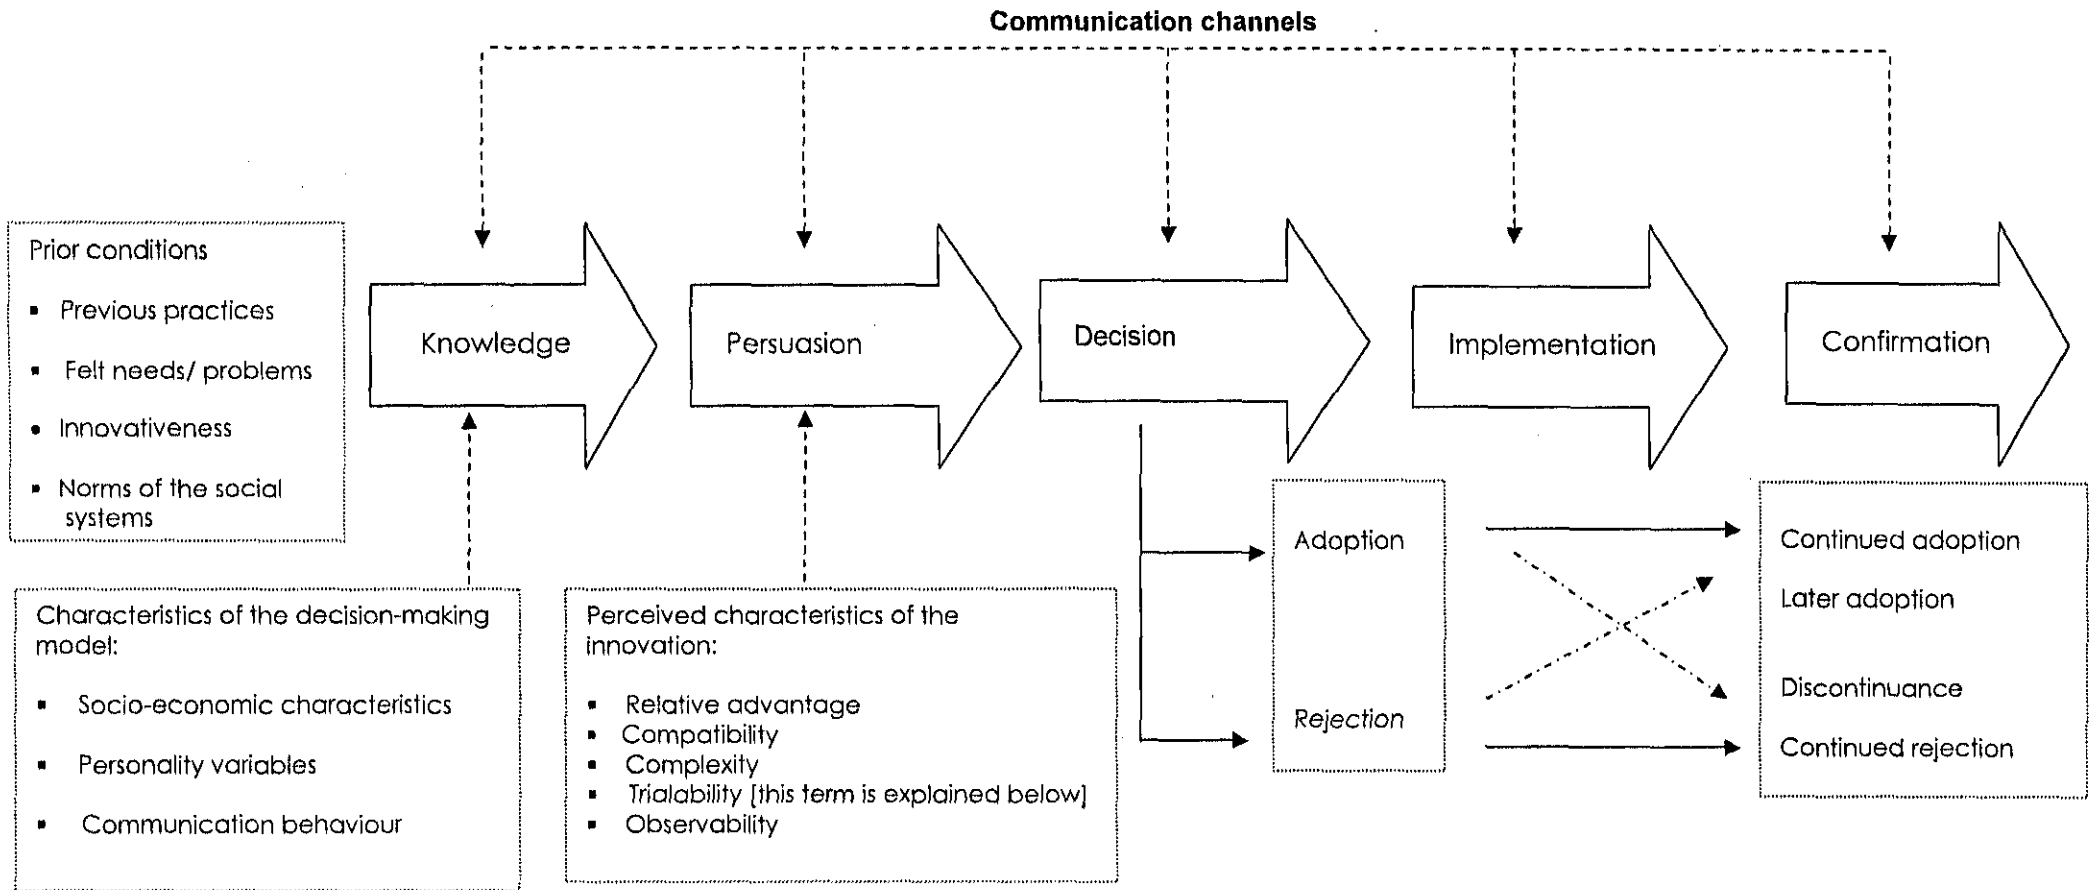 Communication channels
Prior conditions
▪ Previous practices
▪ Felt needs/ problems
• Innovativeness
▪ Norms of the social
systems
Knowledge
Persuasion
Decision
Implementation
Confirmation
Characteristics of the decision-making
model:
▪ Socio-economic characteristics
▪ Personality variables
▪ Communication behaviour
Perceived characteristics of the
innovation:
▪ Relative advantage
▪ Compatibility
▪ Complexity
▪ Trialability [this term is explained below]
▪ Observability
Adoption
Rejection
Continued adoption
Later adoption
Discontinuance
Continued rejection